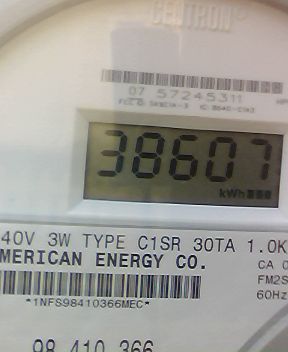 CENTRON®
07 57245311
38607
kWh
40V 3W TYPE C1SR 30TA 1.0K
MERICAN ENERGY CO.
CA 0
FM2S
60Hz
*1NFS98410366MEC*
98 410 366